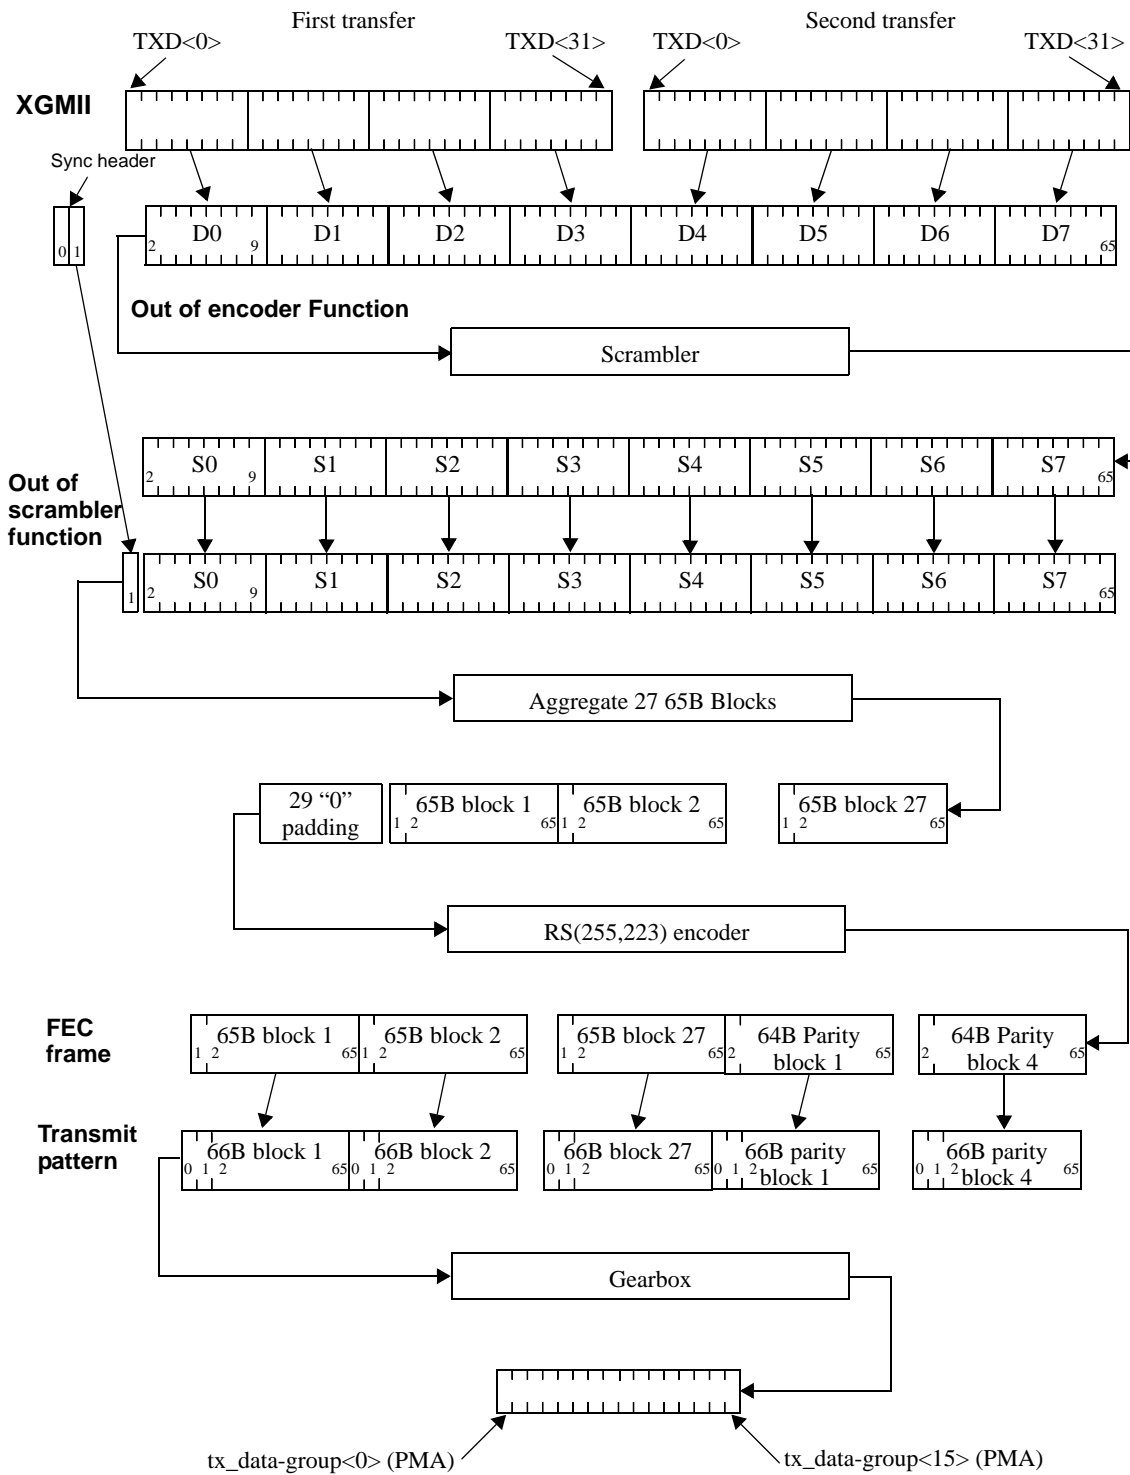 First transfer
Second transfer
TXD<0>
TXD<31>
TXD<0>
TXD<31>
XGMII
Sync header
0 1
2 D0 9 D1 D2 D3 D4 D5 D6 D7 65
Out of encoder Function
Scrambler
2 S0 9 S1 S2 S3 S4 S5 S6 S7 65
Out of
scrambler
function
1 2 S0 9 S1 S2 S3 S4 S5 S6 S7 65
Aggregate 27 65B Blocks
29 “0”
padding
65B block 1
1 2 65
65B block 2
1 2 65
65B block 27
1 2 65
RS(255,223) encoder
FEC
frame
65B block 1
1 2 65
65B block 2
1 2 65
65B block 27
1 2 65
64B Parity
block 1
2 65
64B Parity
block 4
2 65
Transmit
pattern
66B block 1
0 1 2 65
66B block 2
0 1 2 65
66B block 27
0 1 2 65
66B parity
block 1
0 1 2 65
66B parity
block 4
0 1 2 65
Gearbox
tx_data-group<0> (PMA)
tx_data-group<15> (PMA)